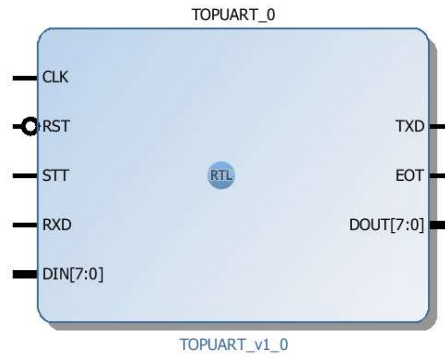 TOPUART_0
CLK
RST
STT
RXD
DIN[7:0]
RTL
TXD
EOT
DOUT[7:0]
TOPUART_v1_0